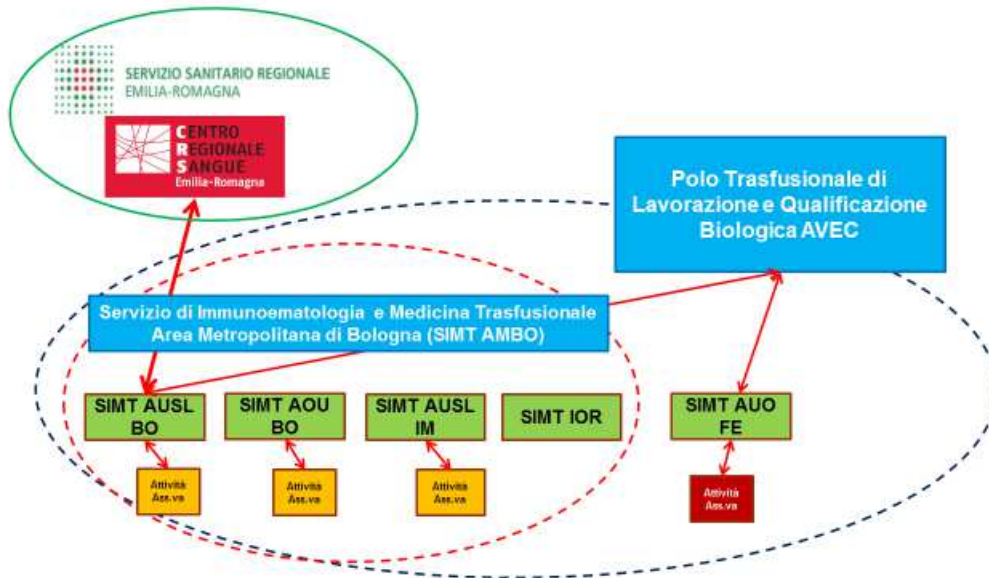 SERVIZIO SANITARIO REGIONALE
EMILIA-ROMAGNA
CENTRO
REGIONALE
SANGUE
Emilia-Romagna
Polo Trasfusionale di
Lavorazione e Qualificazione
Biologica AVEC
Servizio di Immunoematologia e Medicina Trasfusionale
Area Metropolitana di Bologna (SIMT AMBO)
SIMT AUSL
BO
SIMT AOU
BO
SIMT AUSL
IM
SIMT IOR
SIMT AUO
FE
Attività
Ass.va
Attività
Ass.va
Attività
Ass.va
Attività
Ass.va